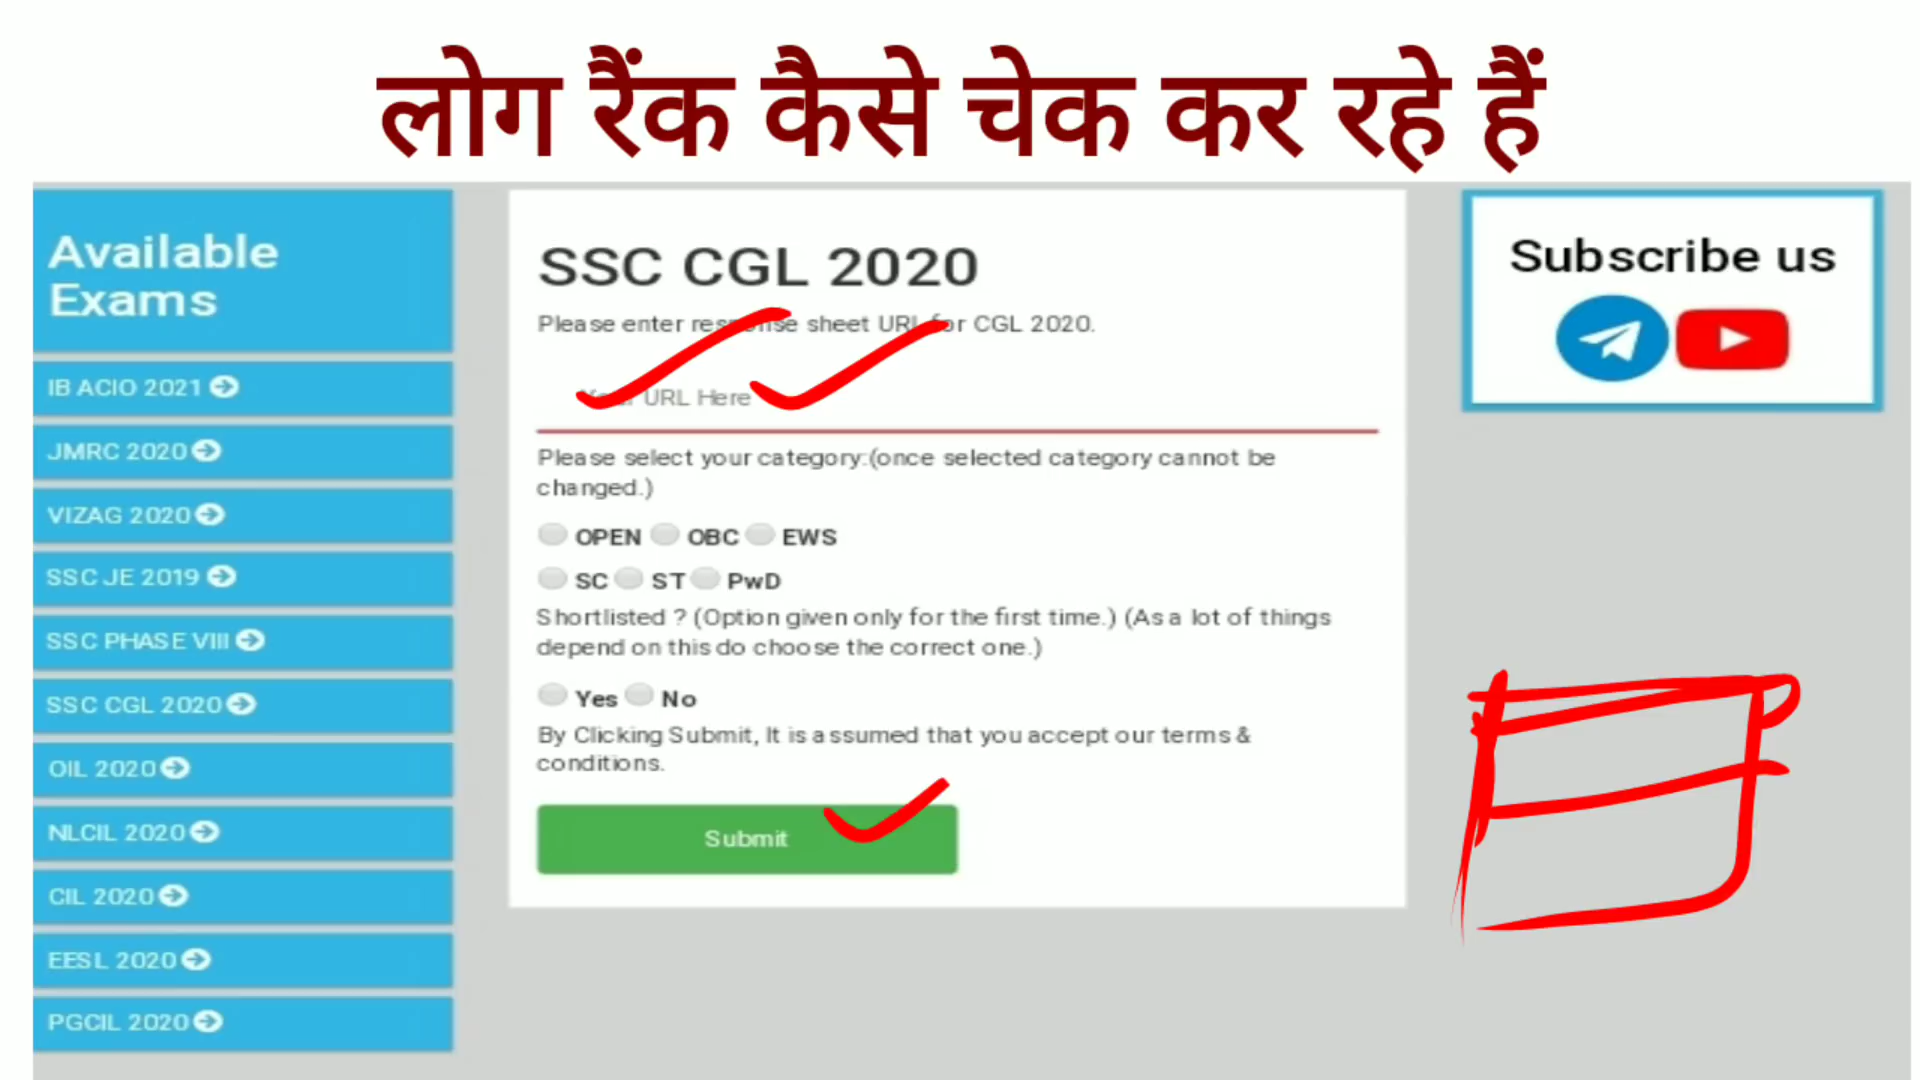 लोग रैंक कैसे चेक कर रहे हैं
Available
Exams
IB ACIO 2021
JMRC 2020
VIZAG 2020
SSC JE 2019
SSC PHASE VIII
SSC CGL 2020
OIL 2020
NLCIL 2020
CIL 2020
EESL 2020
PGCIL 2020
SSC CGL 2020
Please enter response sheet URL for CGL 2020.
Your URL Here
Please select your category:(once selected category cannot be
changed.)
OPEN OBC EWS
SC ST PwD
Shortlisted ? (Option given only for the first time.) (As a lot of things
depend on this do choose the correct one.)
Yes No
By Clicking Submit, It is assumed that you accept our terms &
conditions.
Submit
Subscribe us